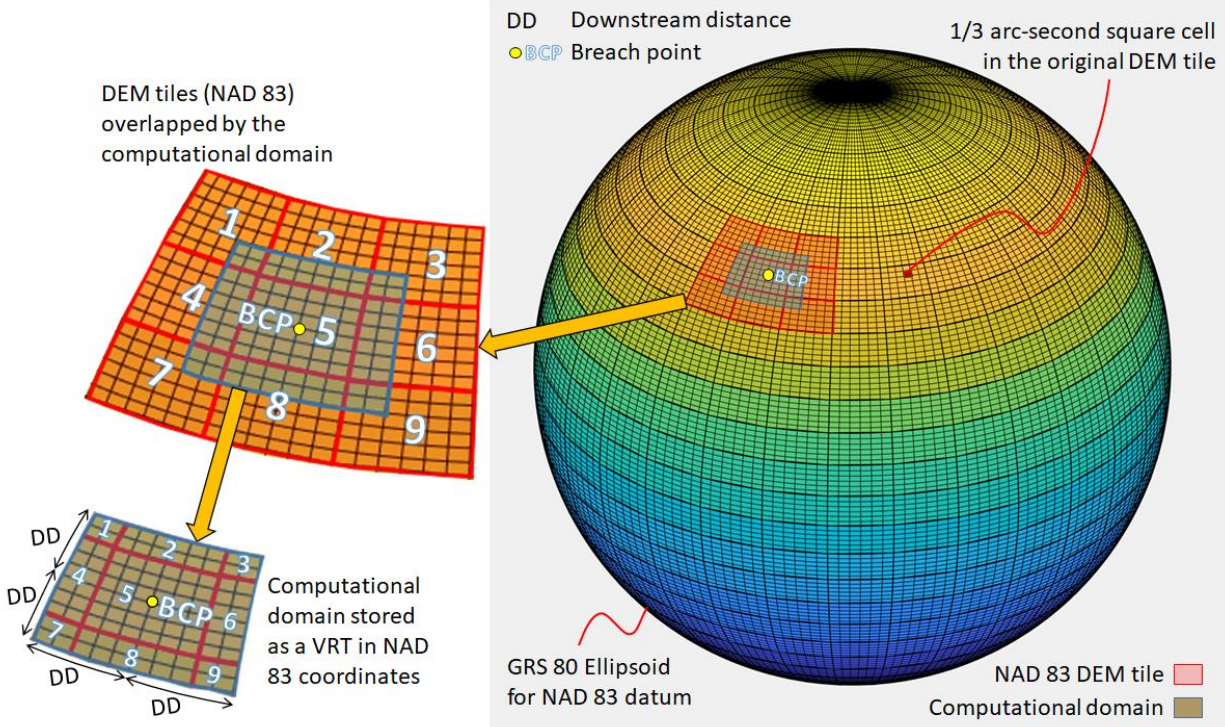 DD Downstream distance
BCP Breach point
1/3 arc-second square cell
in the original DEM tile
DEM tiles (NAD 83)
overlapped by the
computational domain
1
2
3
4
BCP 5
6
7
8
9
BCP
DD
DD
1
2
3
4
5 BCP
6
7
8
9
DD
DD
Computational
domain stored
as a VRT in NAD
83 coordinates
GRS 80 Ellipsoid
for NAD 83 datum
NAD 83 DEM tile
Computational domain